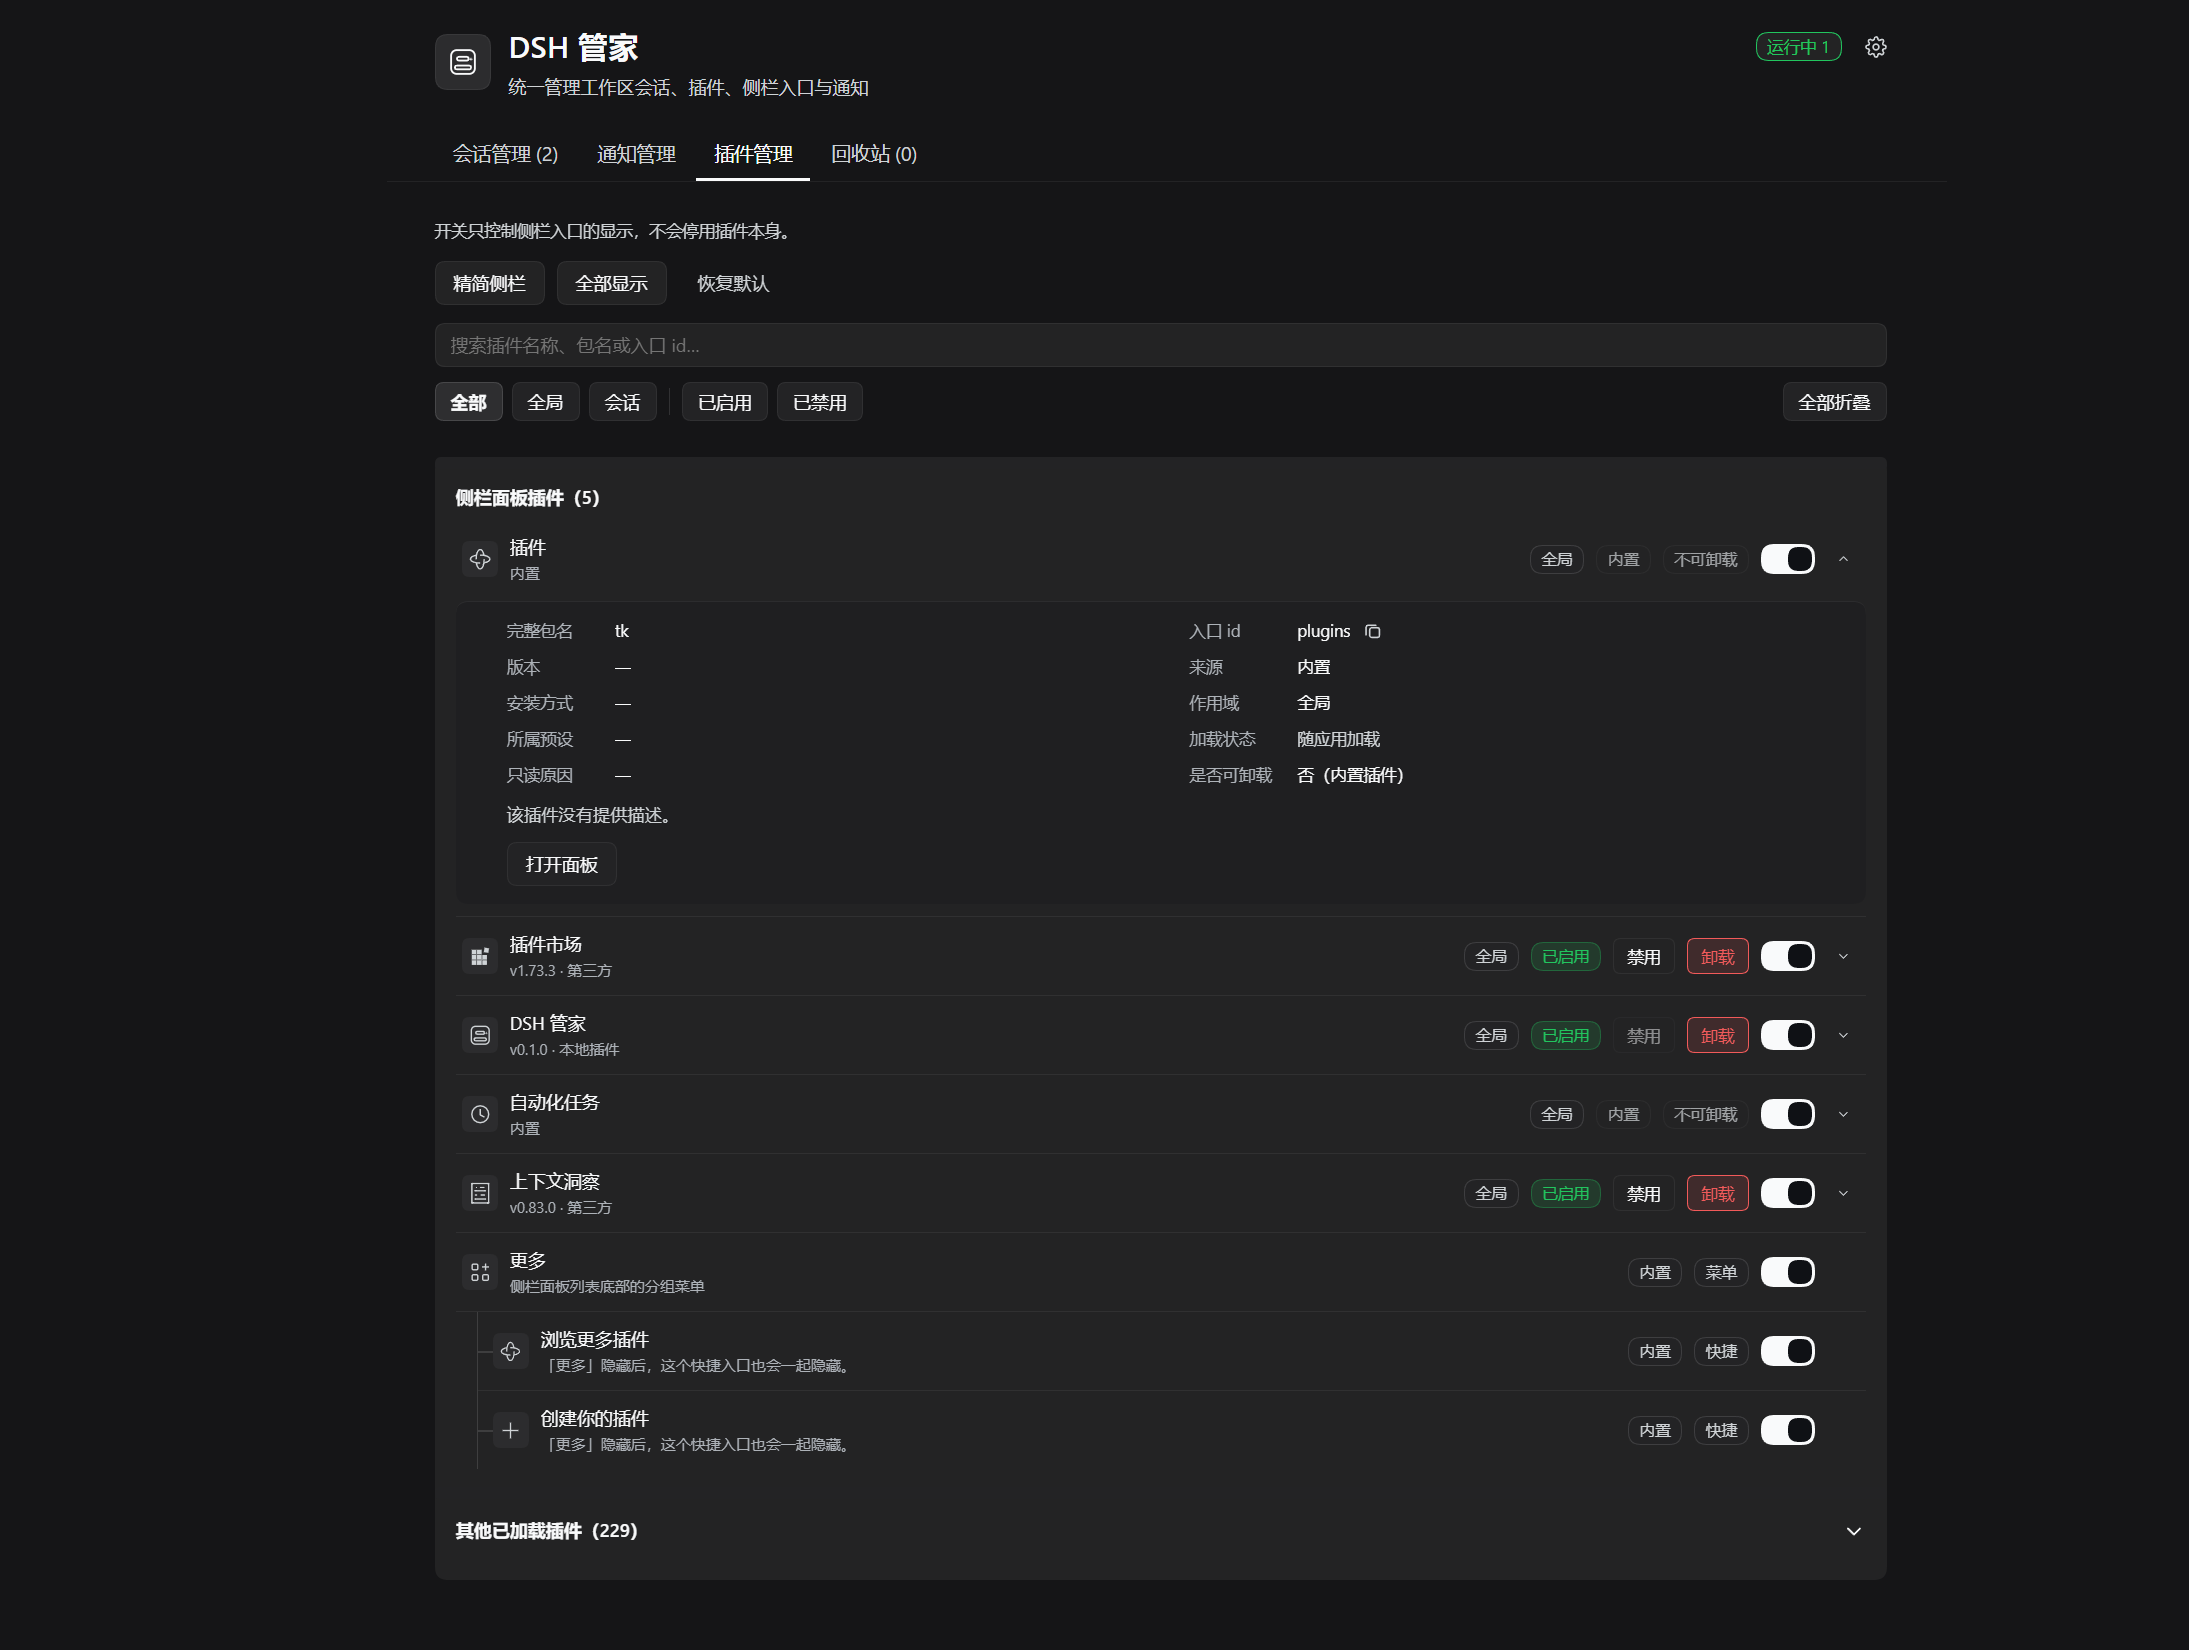 DSH 管家
统一管理工作区会话、插件、侧栏入口与通知
运行中 1
会话管理 (2) 通知管理 插件管理 回收站 (0)
开关只控制侧栏入口的显示，不会停用插件本身。
精简侧栏 全部显示 恢复默认
搜索插件名称、包名或入口 id...
全部 全局 会话 已启用 已禁用 全部折叠
侧栏面板插件（5）
插件
内置
全局 内置 不可卸载
完整包名 tk 入口 id plugins
版本 — 来源 内置
安装方式 — 作用域 全局
所属预设 — 加载状态 随应用加载
只读原因 — 是否可卸载 否（内置插件）
该插件没有提供描述。
打开面板
插件市场
v1.73.3 · 第三方
全局 已启用 禁用 卸载
DSH 管家
v0.1.0 · 本地插件
全局 已启用 禁用 卸载
自动化任务
内置
全局 内置 不可卸载
上下文洞察
v0.83.0 · 第三方
全局 已启用 禁用 卸载
更多
侧栏面板列表底部的分组菜单
内置 菜单
浏览更多插件
「更多」隐藏后，这个快捷入口也会一起隐藏。
内置 快捷
创建你的插件
「更多」隐藏后，这个快捷入口也会一起隐藏。
内置 快捷
其他已加载插件（229）